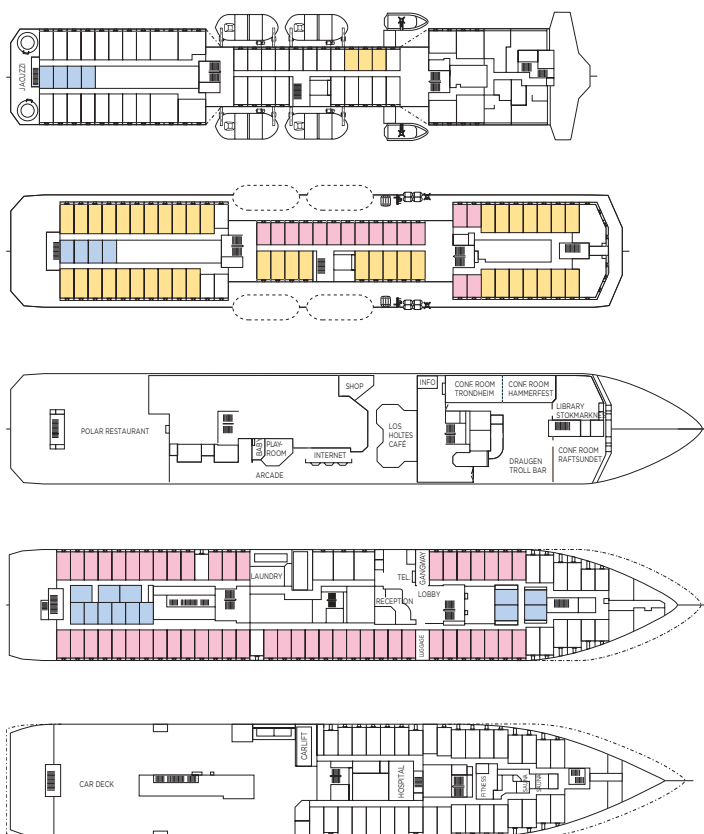 JACUZZI
SHOP
INFO
CONF. ROOM
TRONDHEIM
CONF. ROOM
HAMMERFEST
LIBRARY
STOKMARKNES
POLAR RESTAURANT
BABY
PLAY-
ROOM
INTERNET
ARCADE
LOS
HOLTES
CAFÉ
DRAUGEN
TROLL BAR
CONF. ROOM
RAFTSUNDET
LAUNDRY
TEL.
GANGWAY
RECEPTION
LOBBY
LUGGAGE
CAR DECK
CARLIFT
HOSPITAL
FITNESS
SAUNA
SAUNA